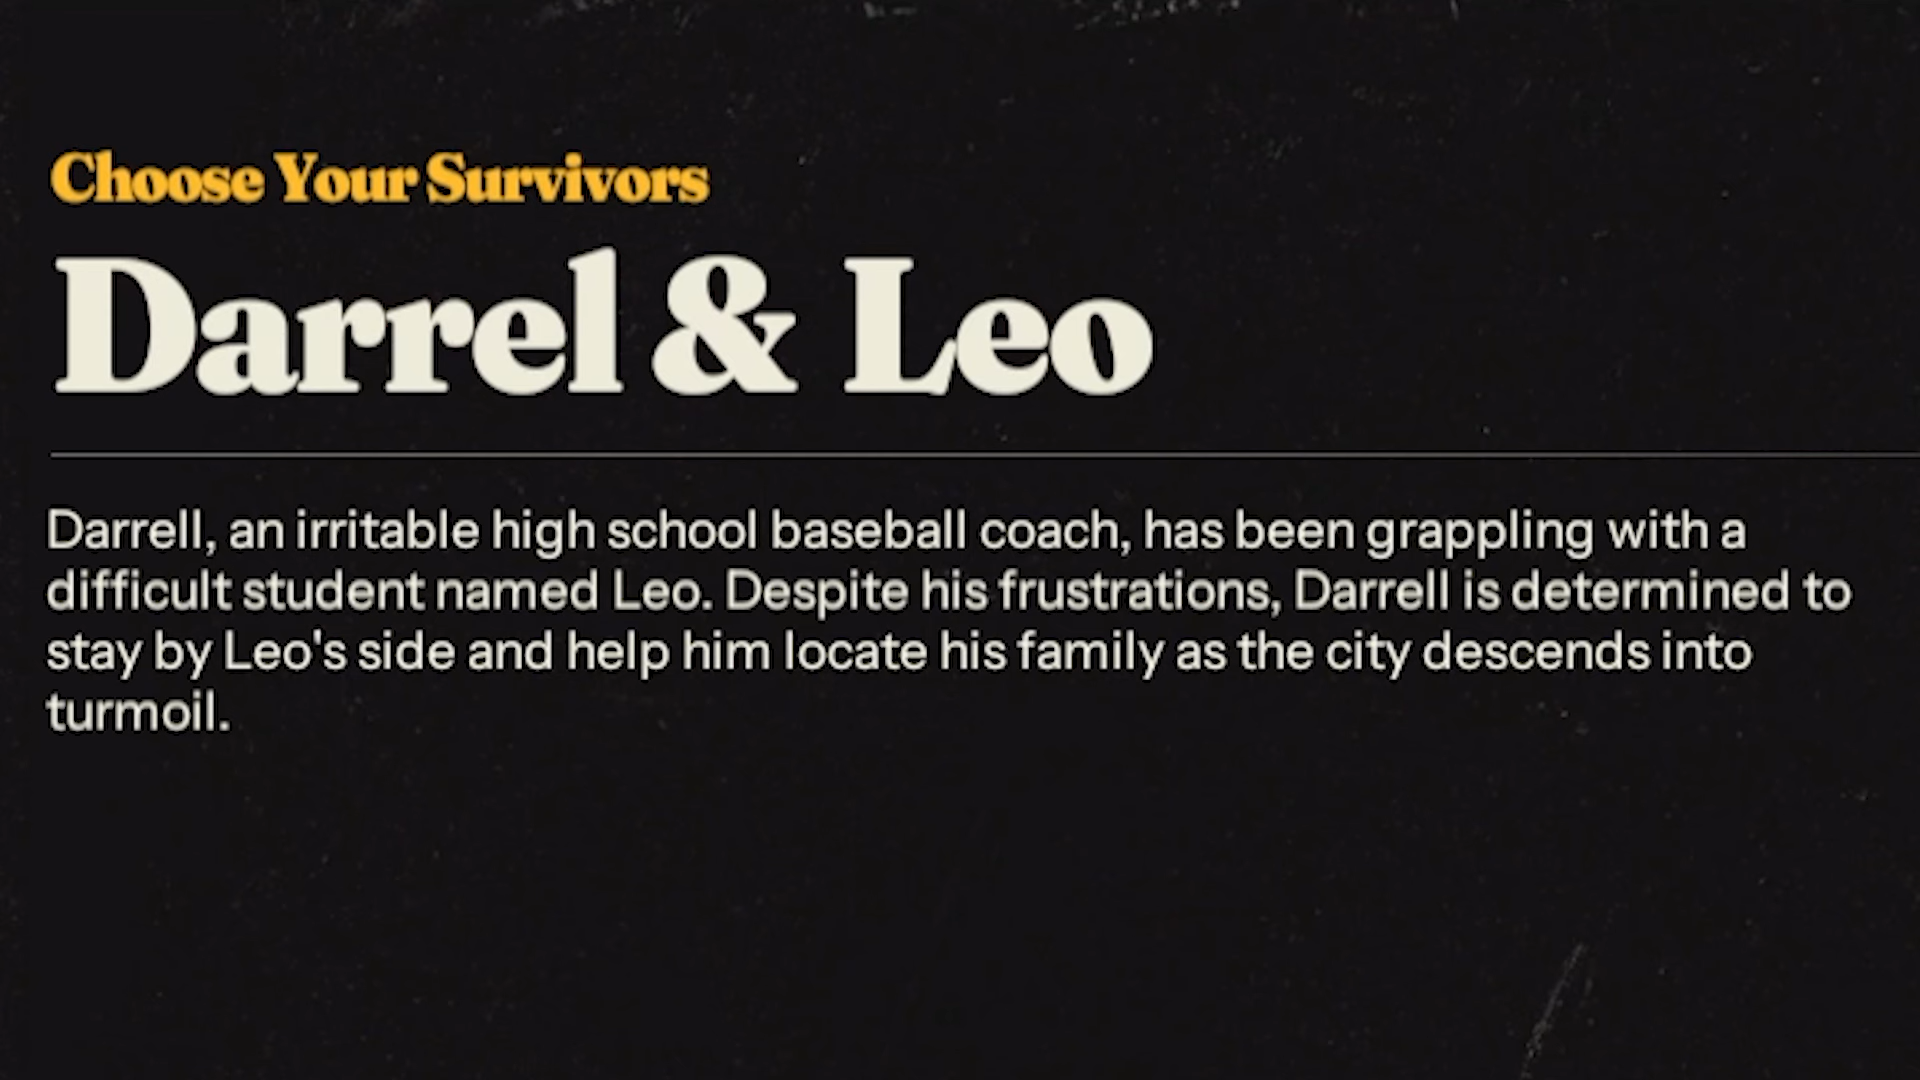 Choose Your Survivors
Darrel & Leo
Darrell, an irritable high school baseball coach, has been grappling with a
difficult student named Leo. Despite his frustrations, Darrell is determined to
stay by Leo's side and help him locate his family as the city descends into
turmoil.